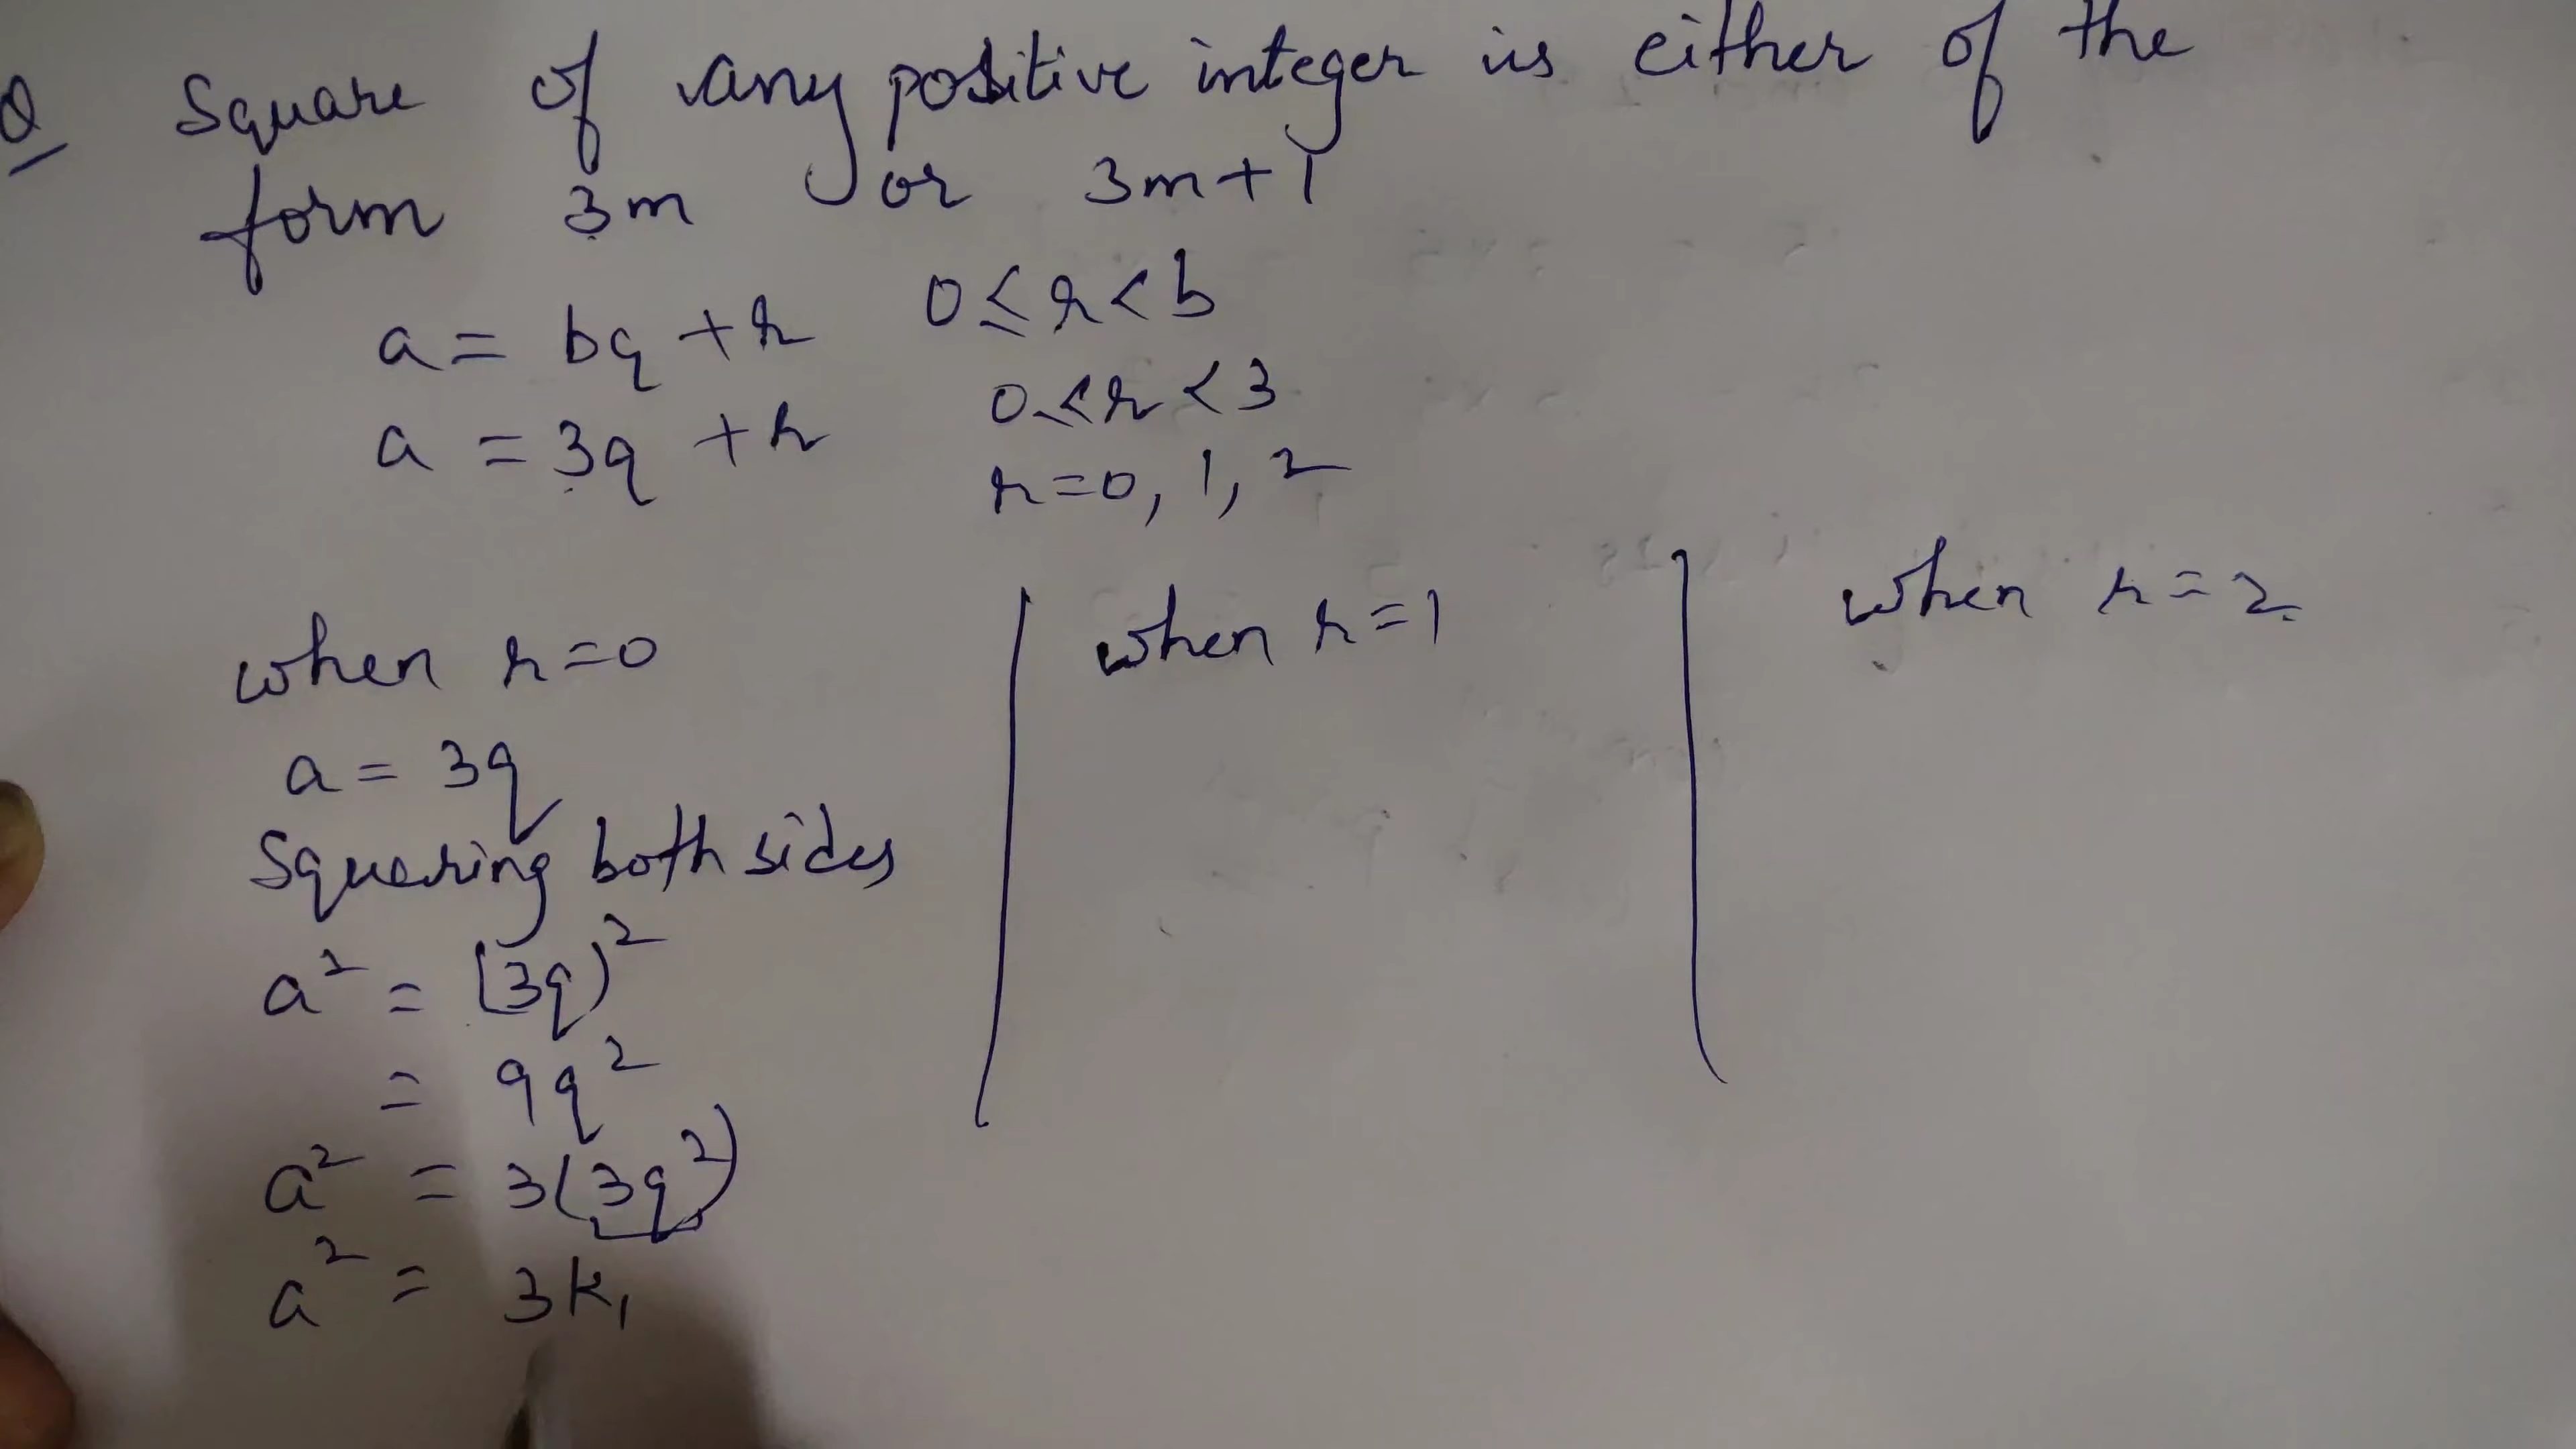 Q Square of any positive integer is either of the
form 3m or 3m+1
a = bq + r 0 ≤ r < b
a = 3q + r 0 ≤ r < 3
r = 0, 1, 2
when r = 0
a = 3q
Squaring both sides
a² = (3q)²
= 9q²
a² = 3(3q²)
a² = 3k₁
when r = 1
when r = 2